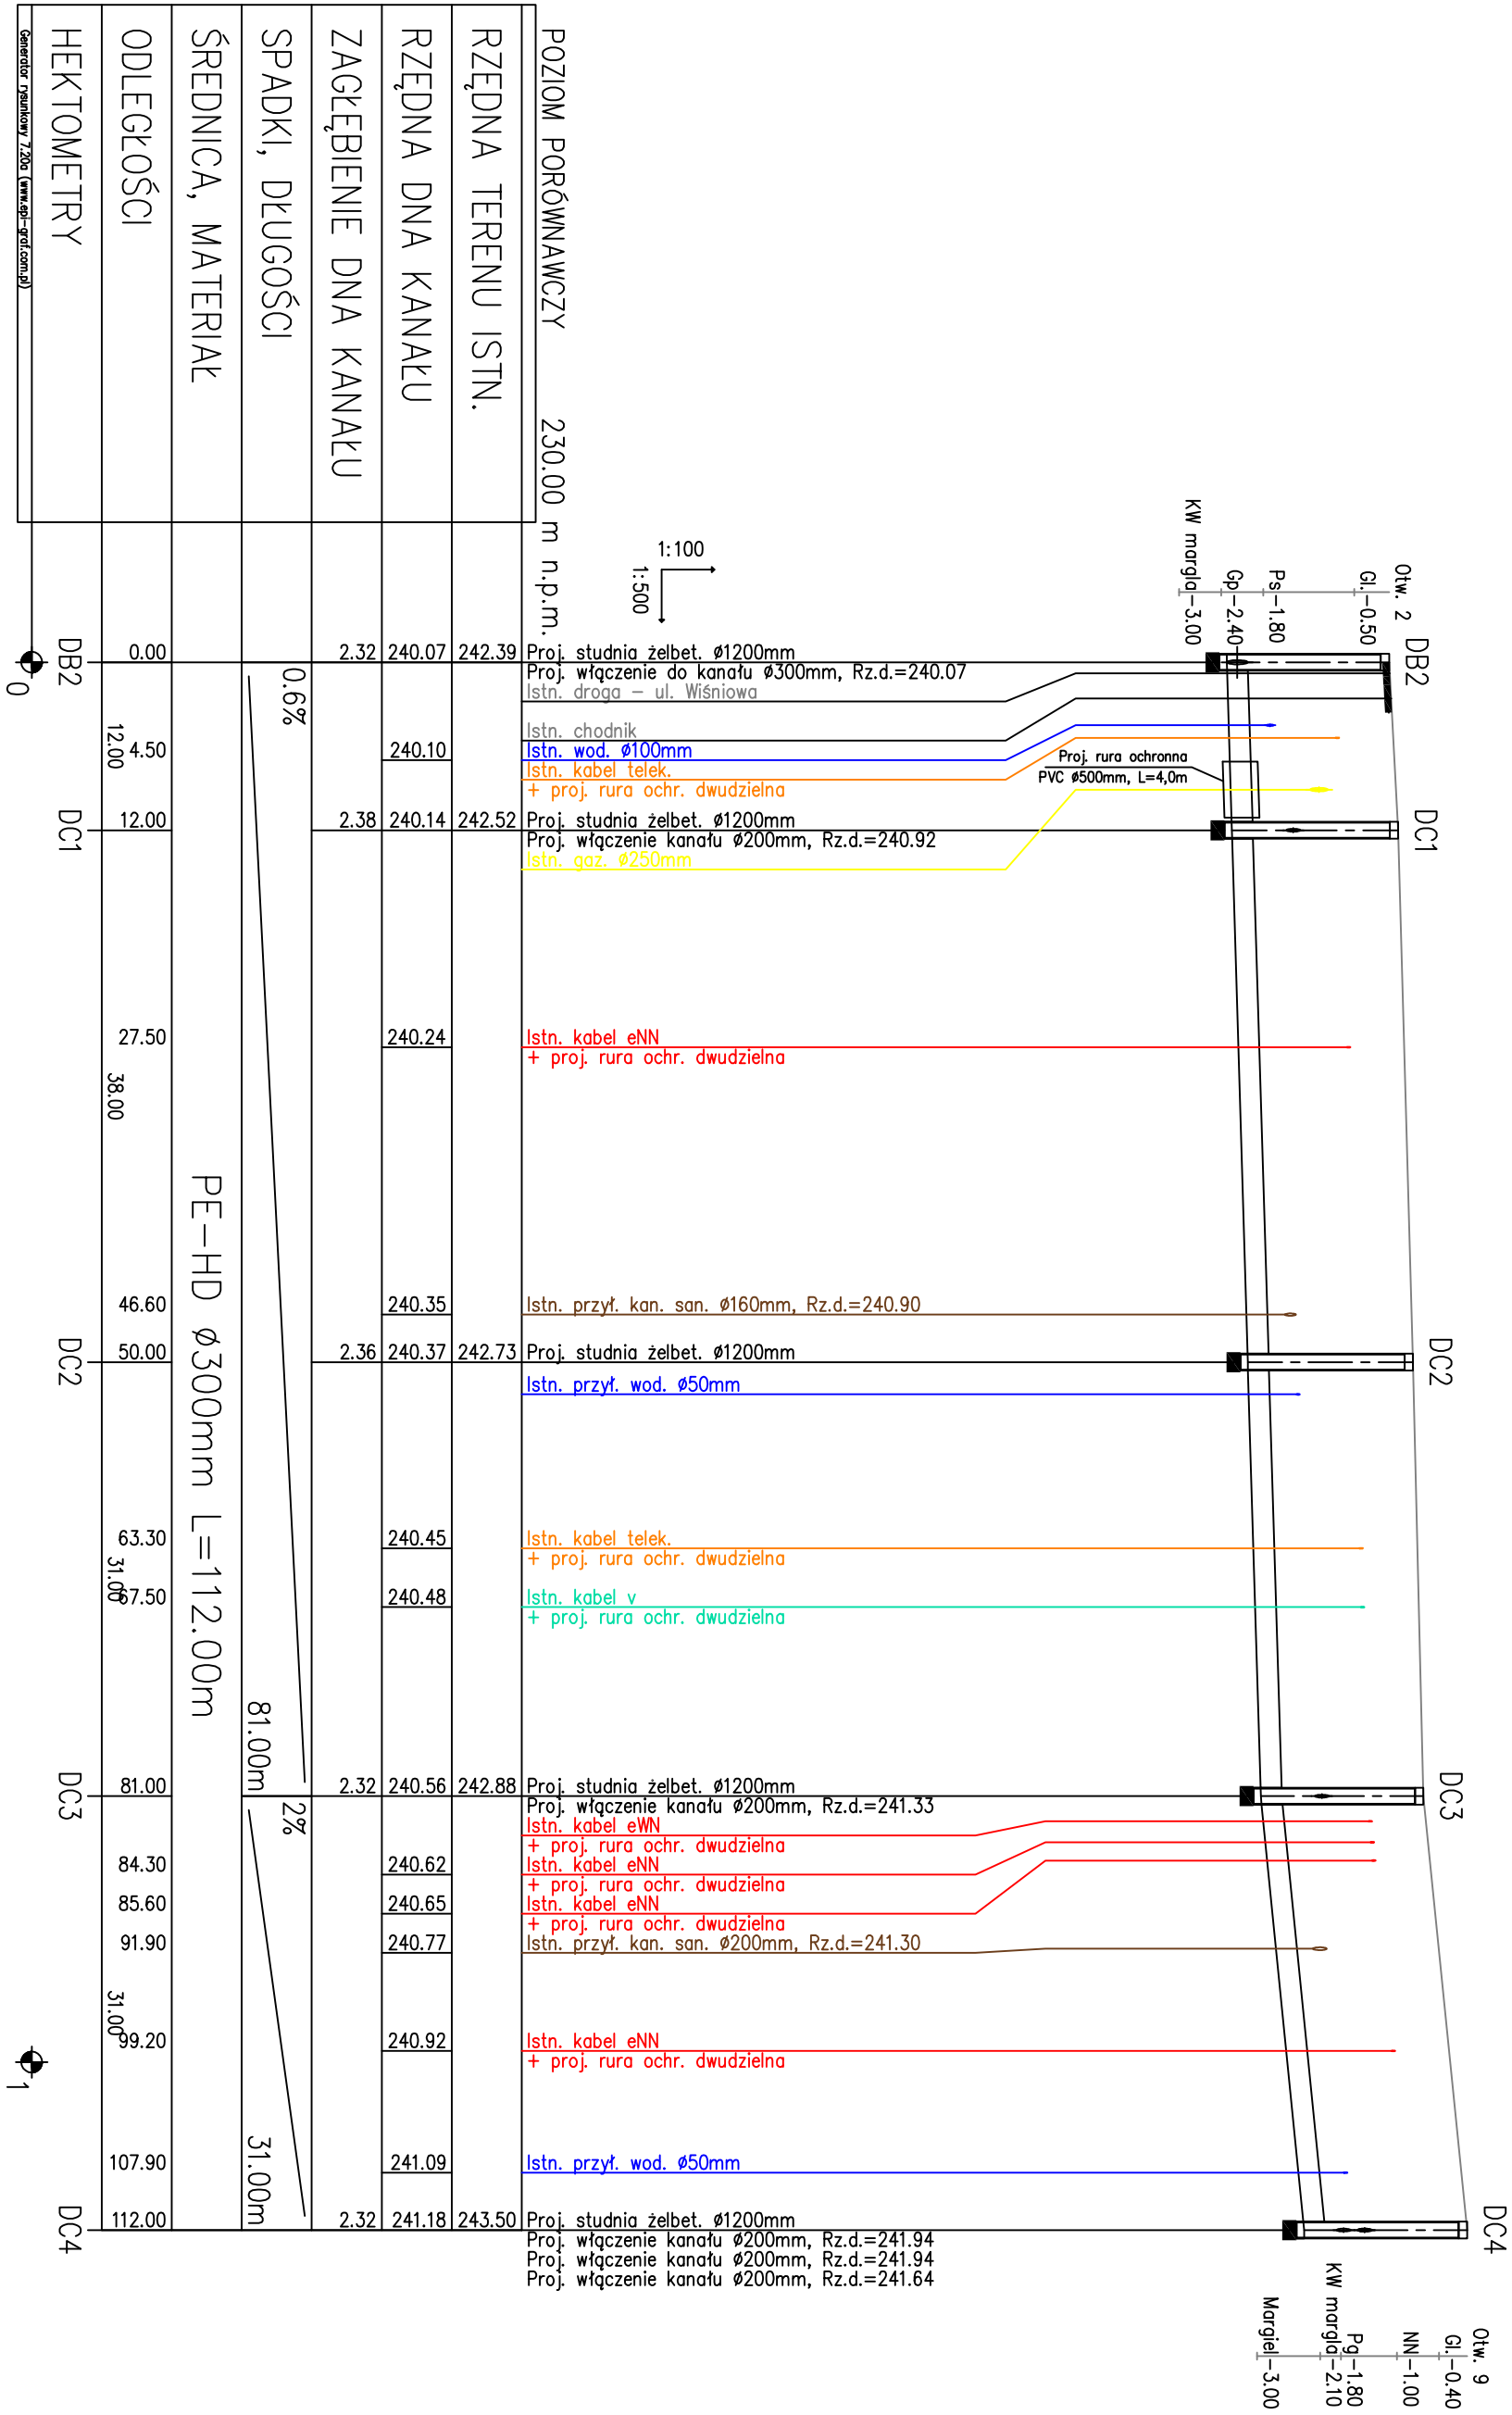 Otw. 2
Gl.-0.50
Ps-1.80
Gp-2.40
KW margla-3.00
DB2
DC1
DC2
DC3
DC4
Otw. 9
Gl.-0.40
NN-1.00
Pg-1.80
KW margla-2.10
Margiel-3.00
Proj. rura ochronna
PVC ø500mm, L=4,0m
1:100
1:500
POZIOM PORÓWNAWCZY 230.00 m n.p.m.
Proj. studnia żelbet. ø1200mm
Proj. włączenie do kanału ø300mm, Rz.d.=240.07
Istn. droga – ul. Wiśniowa
Istn. chodnik
Istn. wod. ø100mm
Istn. kabel telek.
+ proj. rura ochr. dwudzielna
Proj. studnia żelbet. ø1200mm
Proj. włączenie kanału ø200mm, Rz.d.=240.92
Istn. gaz. ø250mm
Istn. kabel eNN
+ proj. rura ochr. dwudzielna
Istn. przył. kan. san. ø160mm, Rz.d.=240.90
Proj. studnia żelbet. ø1200mm
Istn. przył. wod. ø50mm
Istn. kabel telek.
+ proj. rura ochr. dwudzielna
Istn. kabel v
+ proj. rura ochr. dwudzielna
Proj. studnia żelbet. ø1200mm
Proj. włączenie kanału ø200mm, Rz.d.=241.33
Istn. kabel eWN
+ proj. rura ochr. dwudzielna
Istn. kabel eNN
+ proj. rura ochr. dwudzielna
Istn. kabel eNN
+ proj. rura ochr. dwudzielna
Istn. przył. kan. san. ø200mm, Rz.d.=241.30
Istn. kabel eNN
+ proj. rura ochr. dwudzielna
Istn. przył. wod. ø50mm
Proj. studnia żelbet. ø1200mm
Proj. włączenie kanału ø200mm, Rz.d.=241.94
Proj. włączenie kanału ø200mm, Rz.d.=241.94
Proj. włączenie kanału ø200mm, Rz.d.=241.64
RZĘDNA TERENU ISTN. 242.39 242.52 242.73 242.88 243.50
RZĘDNA DNA KANAŁU 240.07 240.10 240.14 240.24 240.35 240.37 240.45 240.48 240.56 240.62 240.65 240.77 240.92 241.09 241.18
ZAGŁĘBIENIE DNA KANAŁU 2.32 2.38 2.36 2.32 2.32
SPADKI, DŁUGOŚCI 0.6% 81.00m 2% 31.00m
ŚREDNICA, MATERIAŁ PE-HD ø300mm L=112.00m
ODLEGŁOŚCI 0.00 4.50 12.00 27.50 46.60 50.00 63.30 67.50 81.00 84.30 85.60 91.90 99.20 107.90 112.00
12.00 38.00 31.00 31.00
HEKTOMETRY DB2 DC1 DC2 DC3 DC4
0 1
Generator rysunkowy 7.20a (www.epi-graf.com.pl)